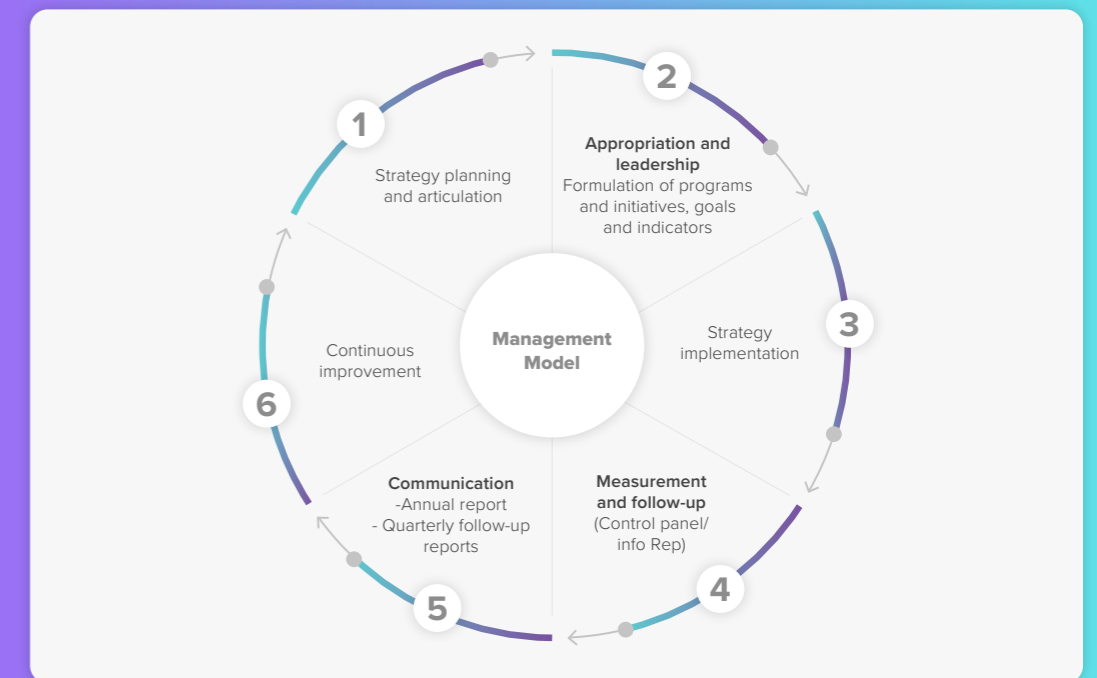 1
Strategy planning
and articulation
2
Appropriation and
leadership
Formulation of programs
and initiatives, goals
and indicators
3
Strategy
implementation
4
Measurement
and follow-up
(Control panel/
info Rep)
5
Communication
-Annual report
- Quarterly follow-up
reports
6
Continuous
improvement
Management
Model